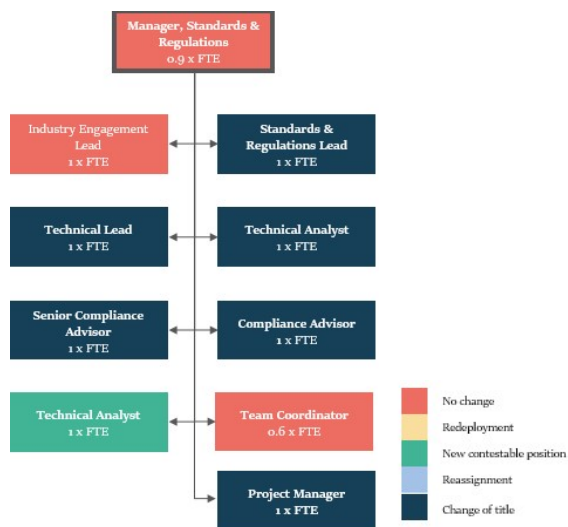 Manager, Standards &
Regulations
0.9 x FTE
Industry Engagement
Lead
1 x FTE
Standards &
Regulations Lead
1 x FTE
Technical Lead
1 x FTE
Technical Analyst
1 x FTE
Senior Compliance
Advisor
1 x FTE
Compliance Advisor
1 x FTE
Technical Analyst
1 x FTE
Team Coordinator
0.6 x FTE
Project Manager
1 x FTE
No change
Redeployment
New contestable position
Reassignment
Change of title